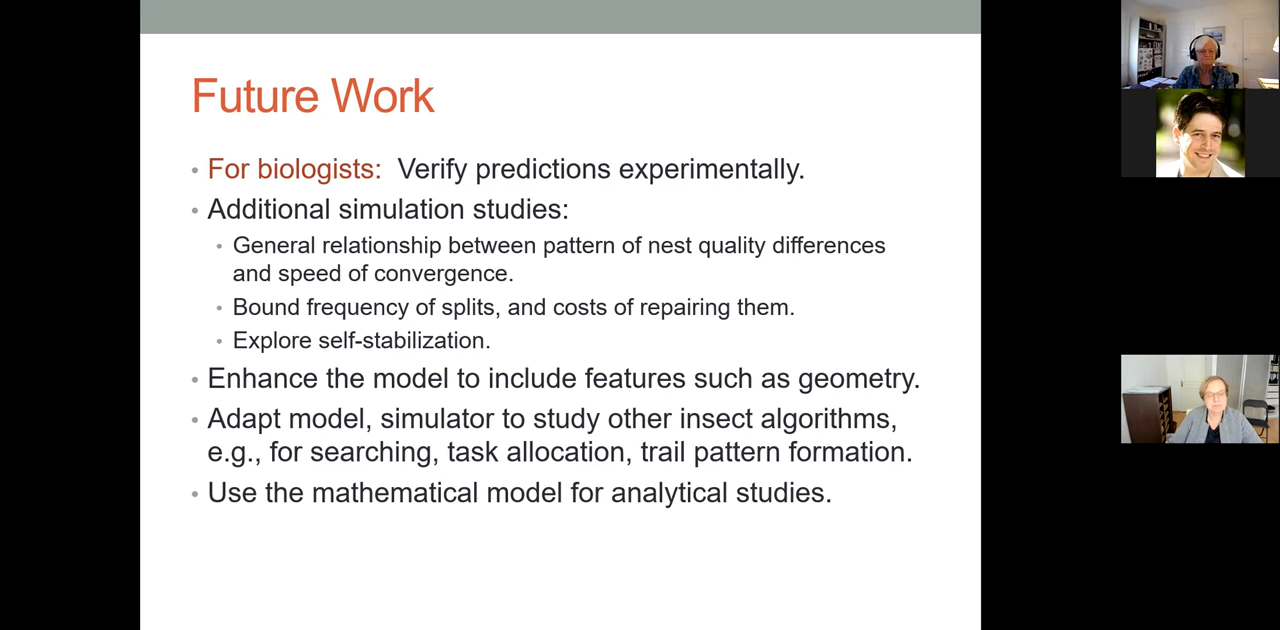 Future Work
• For biologists: Verify predictions experimentally.
• Additional simulation studies:
• General relationship between pattern of nest quality differences
and speed of convergence.
• Bound frequency of splits, and costs of repairing them.
• Explore self-stabilization.
• Enhance the model to include features such as geometry.
• Adapt model, simulator to study other insect algorithms,
e.g., for searching, task allocation, trail pattern formation.
• Use the mathematical model for analytical studies.